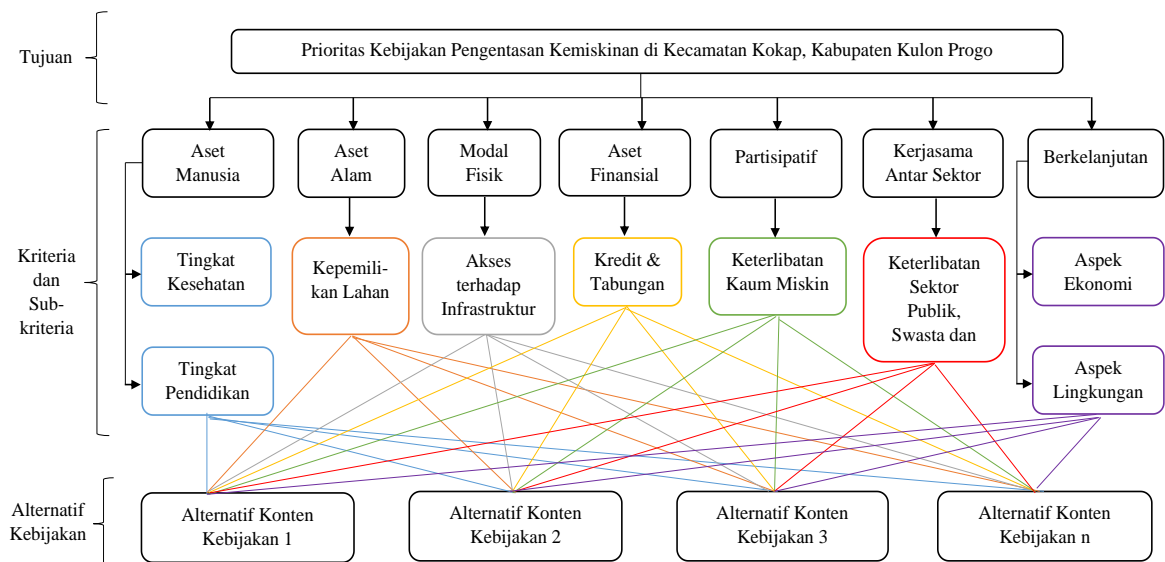 Tujuan
Prioritas Kebijakan Pengentasan Kemiskinan di Kecamatan Kokap, Kabupaten Kulon Progo
Aset
Manusia
Aset
Alam
Modal
Fisik
Aset
Finansial
Partisipatif
Kerjasama
Antar Sektor
Berkelanjutan
Kriteria
dan
Sub-
kriteria
Tingkat
Kesehatan
Kepemili-
kan Lahan
Akses
terhadap
Infrastruktur
Kredit &
Tabungan
Keterlibatan
Kaum Miskin
Keterlibatan
Sektor
Publik,
Swasta dan
Aspek
Ekonomi
Tingkat
Pendidikan
Aspek
Lingkungan
Alternatif
Kebijakan
Alternatif Konten
Kebijakan 1
Alternatif Konten
Kebijakan 2
Alternatif Konten
Kebijakan 3
Alternatif Konten
Kebijakan n